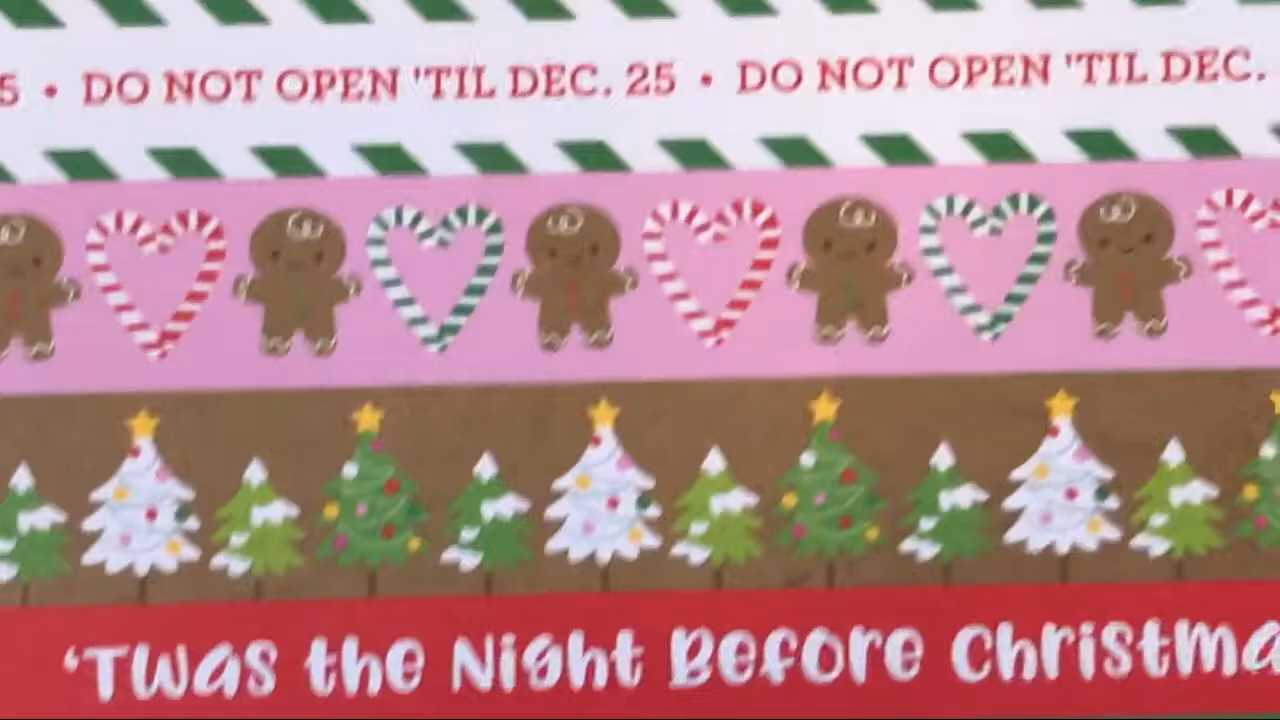 5 • DO NOT OPEN 'TIL DEC. 25 • DO NOT OPEN 'TIL DEC.
‘TWas the Night Before Christma